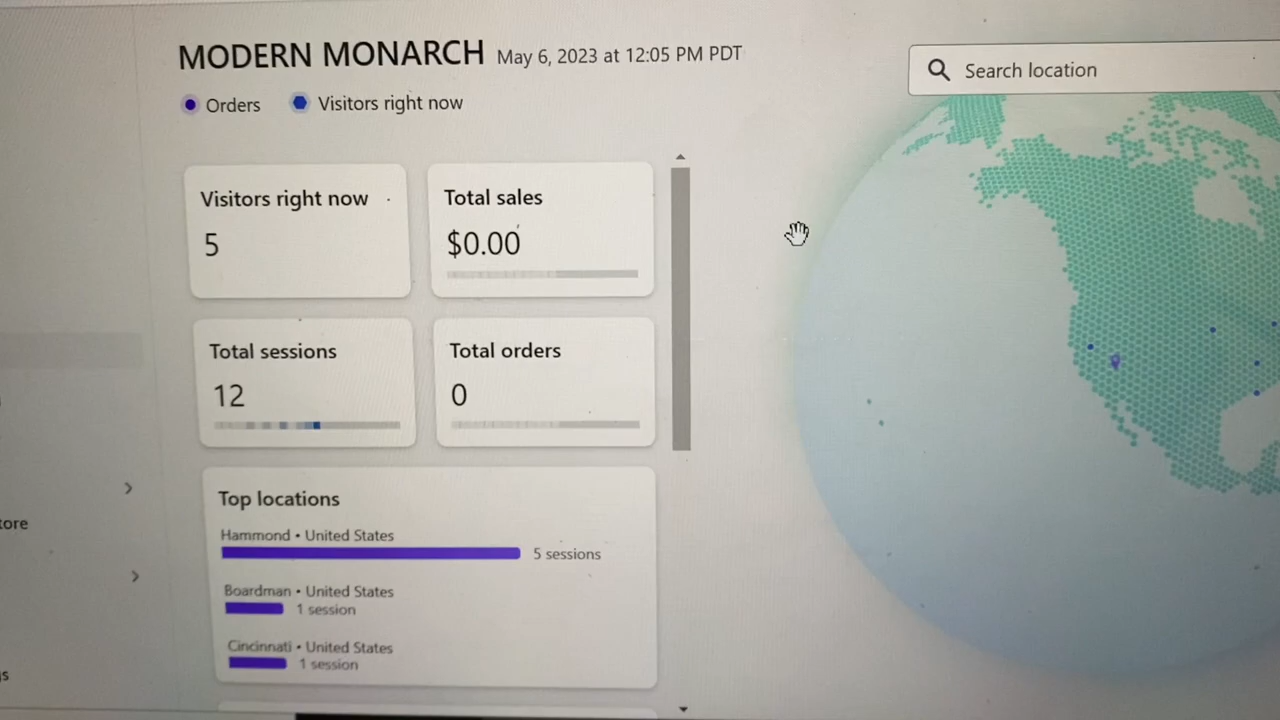 MODERN MONARCH May 6, 2023 at 12:05 PM PDT
Search location
Orders Visitors right now
Visitors right now
5
Total sales
$0.00
Total sessions
12
Total orders
0
Top locations
Hammond • United States
5 sessions
Boardman • United States
1 session
Cincinnati • United States
1 session